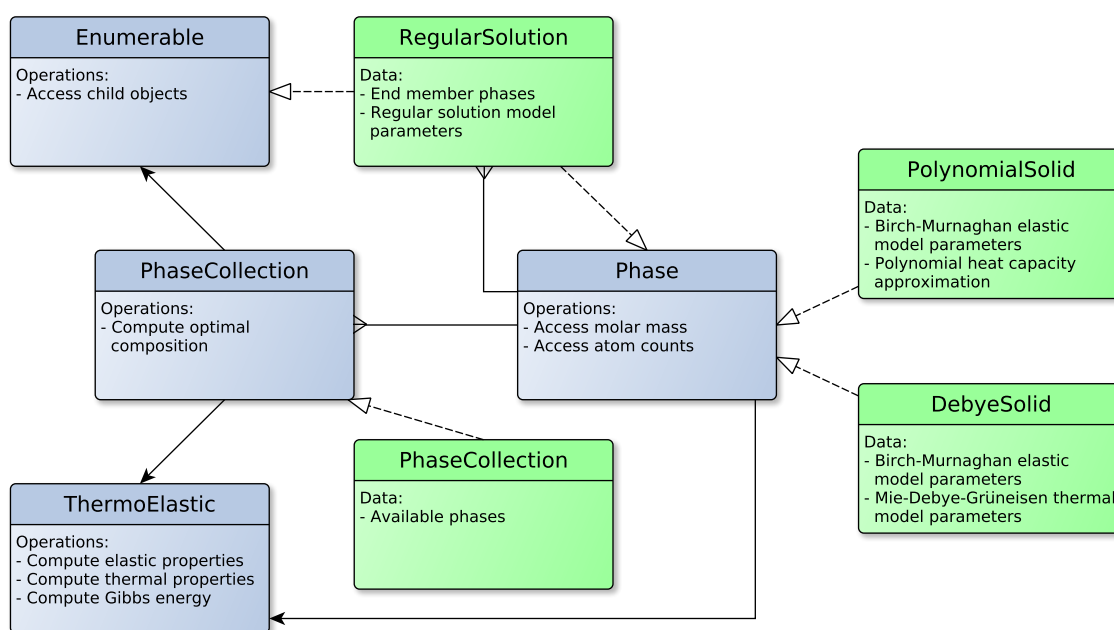 Enumerable
Operations:
- Access child objects
RegularSolution
Data:
- End member phases
- Regular solution model
parameters
PolynomialSolid
Data:
- Birch-Murnaghan elastic
model parameters
- Polynomial heat capacity
approximation
PhaseCollection
Operations:
- Compute optimal
composition
Phase
Operations:
- Access molar mass
- Access atom counts
DebyeSolid
Data:
- Birch-Murnaghan elastic
model parameters
- Mie-Debye-Grüneisen thermal
model parameters
PhaseCollection
Data:
- Available phases
ThermoElastic
Operations:
- Compute elastic properties
- Compute thermal properties
- Compute Gibbs energy